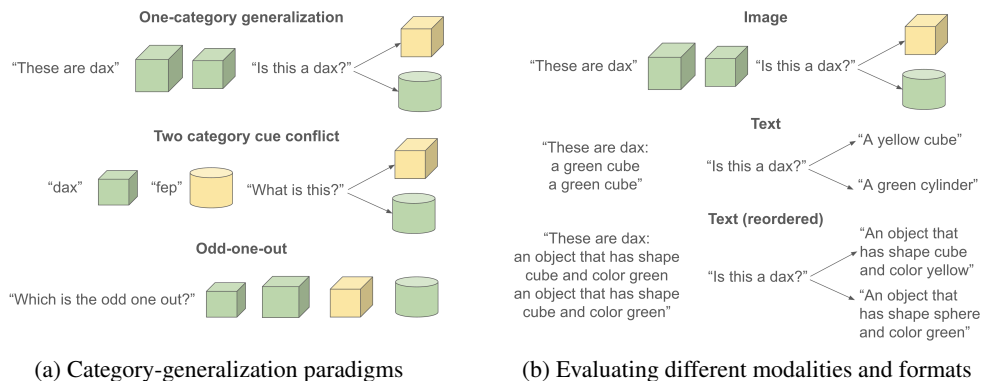 One-category generalization
“These are dax”
“Is this a dax?”
Two category cue conflict
“dax”
“fep”
“What is this?”
Odd-one-out
“Which is the odd one out?”
(a) Category-generalization paradigms
Image
“These are dax”
“Is this a dax?”
Text
“These are dax:
a green cube
a green cube”
“Is this a dax?”
“A yellow cube”
“A green cylinder”
Text (reordered)
“These are dax:
an object that has shape
cube and color green
an object that has shape
cube and color green”
“Is this a dax?”
“An object that
has shape cube
and color yellow”
“An object that
has shape sphere
and color green”
(b) Evaluating different modalities and formats